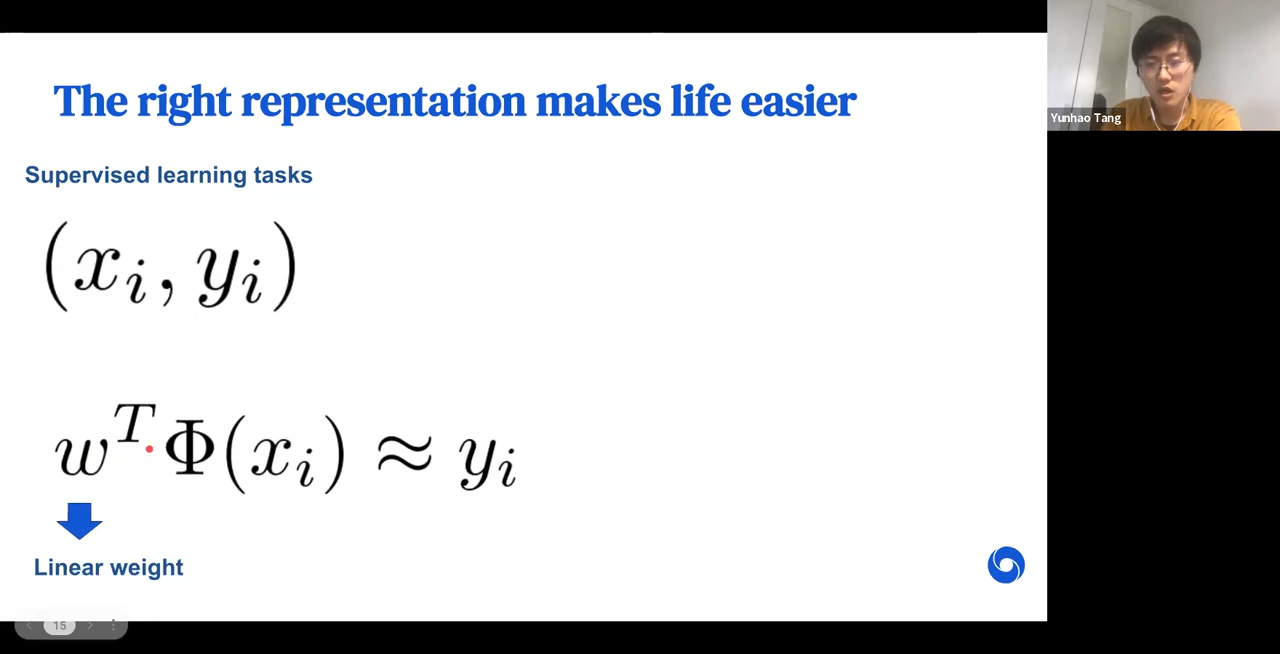 The right representation makes life easier
Yunhao Tang
Supervised learning tasks
(x_i, y_i)
w^T Φ(x_i) ≈ y_i
Linear weight
15